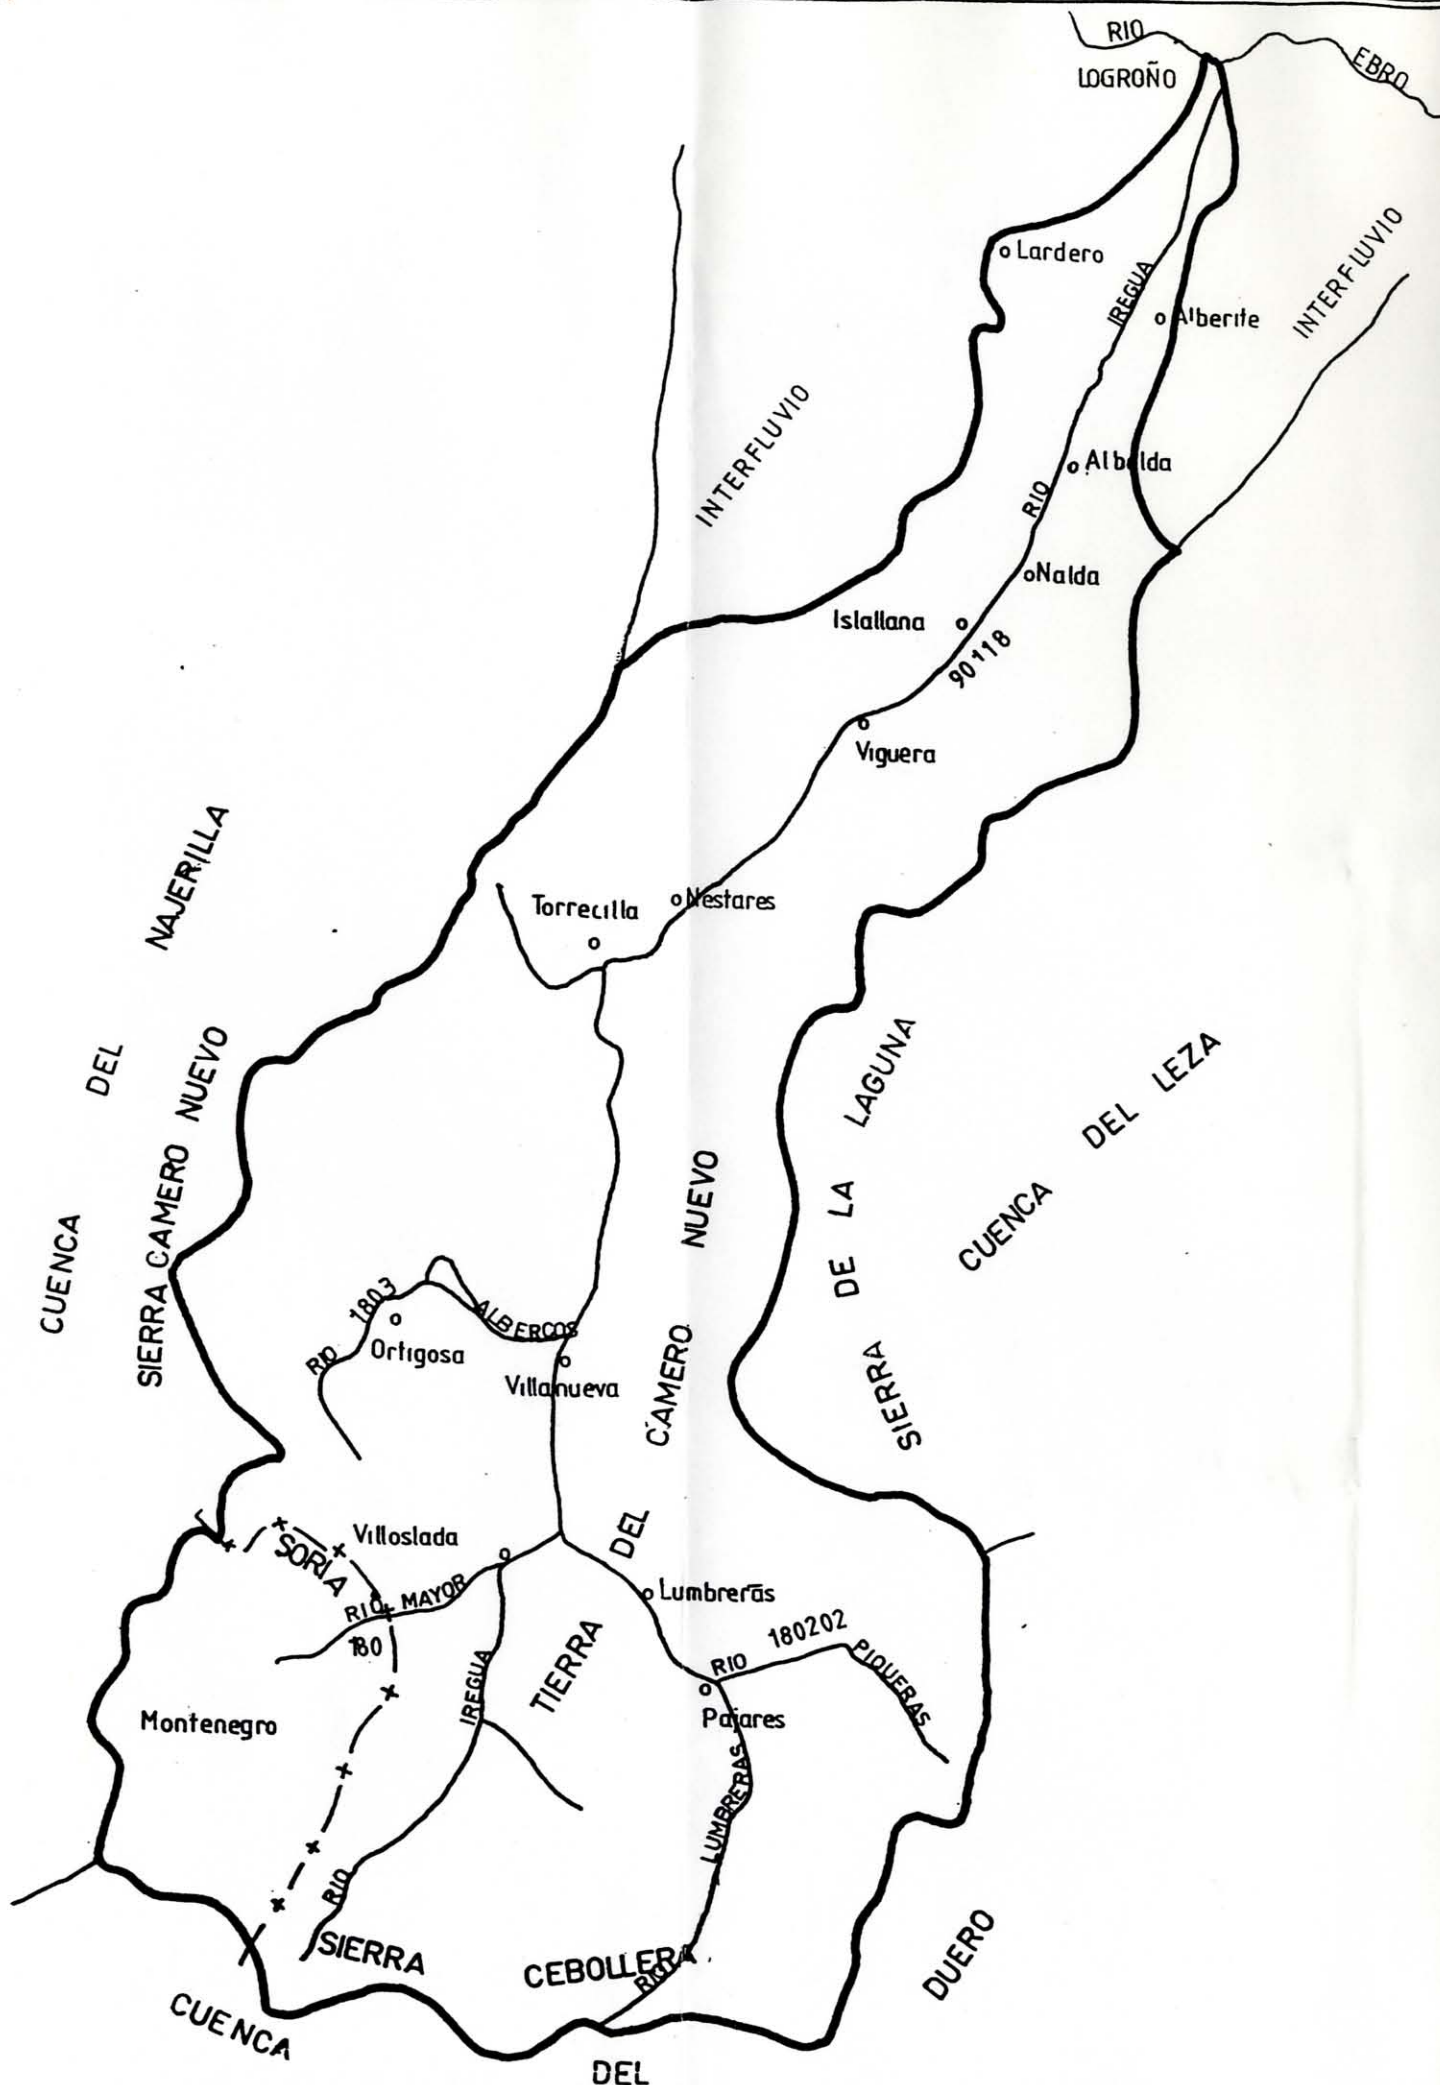 RIO
EBRO
LOGROÑO
Lardero
INTERFLUVIO
IREGUA
Alberite
INTERFLUVIO
Albelda
RIO
Nalda
Islallana
90118
Viguera
NAJERILLA
Torrecilla
Nestares
DEL
CUENCA
SIERRA CAMERO NUEVO
SIERRA DE LA LAGUNA
CUENCA DEL LEZA
TIERRA DEL CAMERO NUEVO
1803
ALBERCOS
RIO
Ortigosa
Villanueva
SORIA
Villoslada
RIO MAYOR
180
Lumbreras
180202
RIO PIQUERAS
IREGUA
Montenegro
Pajares
LUMBRERAS
RIO
SIERRA CEBOLLERA
RIO
CUENCA
DEL
DUERO